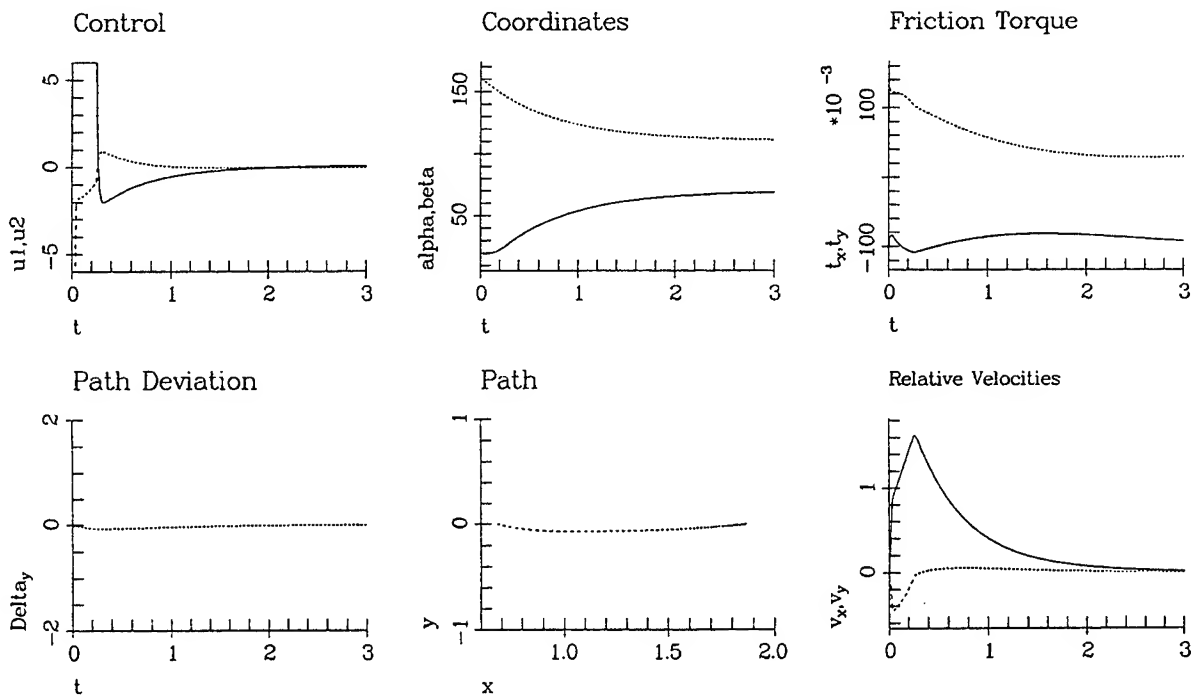 Control
5
0
-5
u1,u2
0 1 2 3
t
Coordinates
150
50
alpha,beta
0 1 2 3
t
Friction Torque
*10 -3
100
-100
t_x,t_y
0 1 2 3
t
Path Deviation
2
0
-2
Delta_y
0 1 2 3
t
Path
1
0
-1
y
1.0 1.5 2.0
x
Relative Velocities
1
0
v_x,v_y
0 1 2 3